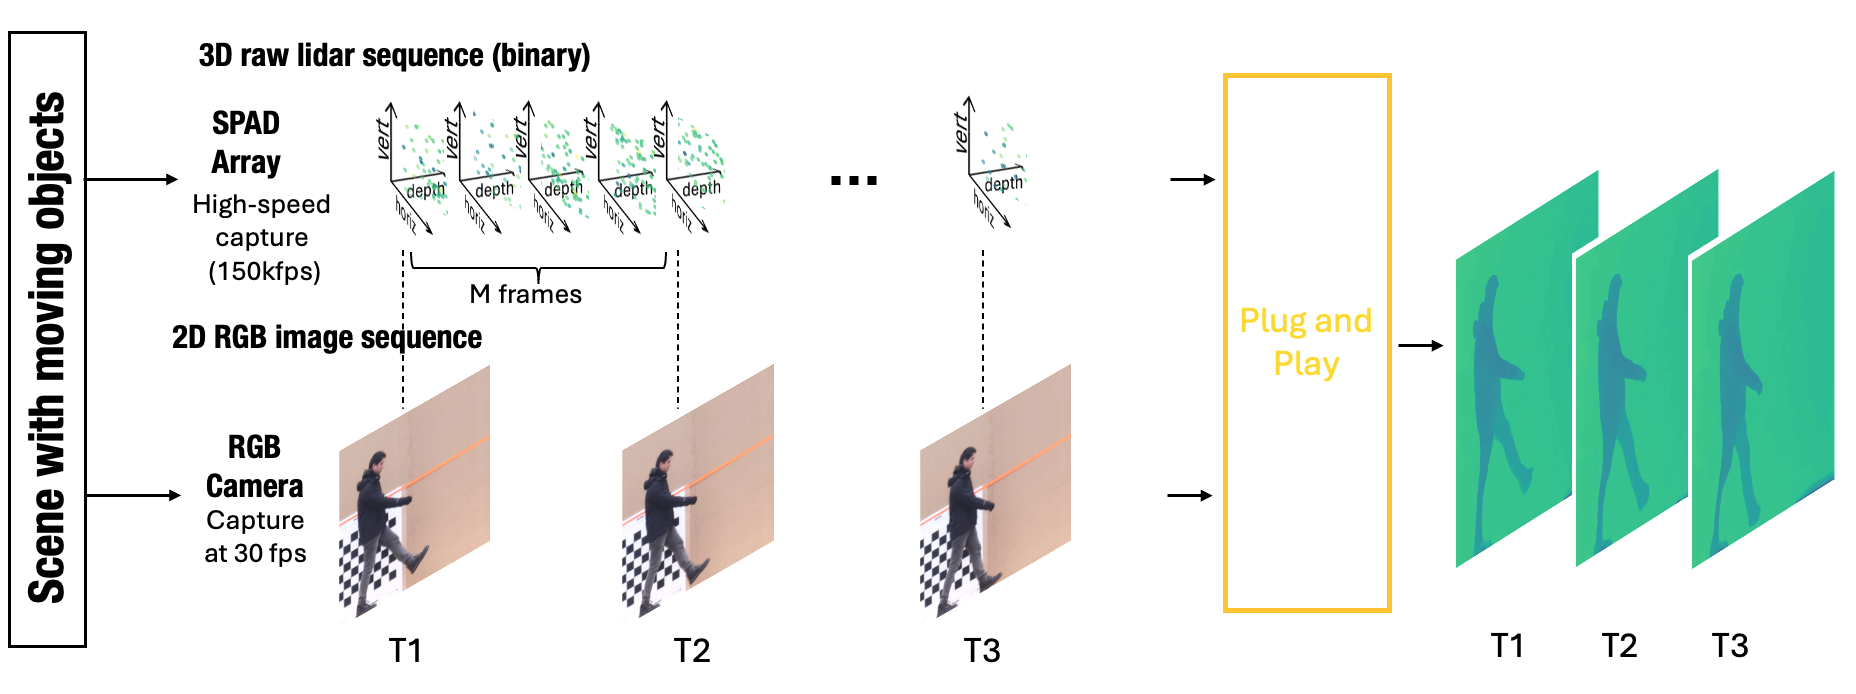 Scene with moving objects
3D raw lidar sequence (binary)
SPAD
Array
High-speed
capture
(150kfps)
vert
depth
horiz
vert
depth
horiz
vert
depth
horiz
vert
depth
horiz
vert
depth
horiz
...
vert
depth
horiz
M frames
2D RGB image sequence
RGB
Camera
Capture
at 30 fps
T1
T2
T3
Plug and
Play
T1
T2
T3